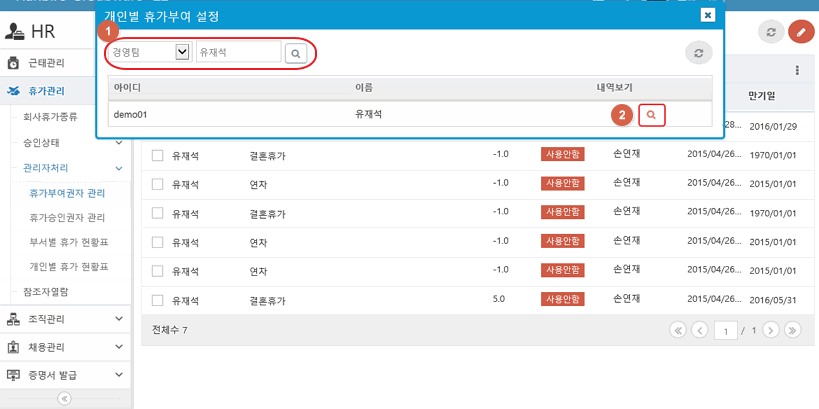 개인별 휴가부여 설정
1
HR
경영팀 유재석
근태관리
아이디 이름 내역보기
휴가관리
만기일
demo01 유재석 2
회사휴가종류
2016/01/29
승인상태
유재석 결혼휴가 -1.0 사용안함 손연재 2015/04/26... 1970/01/01
관리자처리
유재석 연자 -1.0 사용안함 손연재 2015/04/26... 2015/01/01
휴가부여권자 관리
유재석 결혼휴가 -1.0 사용안함 손연재 2015/04/26... 1970/01/01
휴가승인권자 관리
유재석 연자 -1.0 사용안함 손연재 2015/04/26... 2015/01/01
부서별 휴가 현황표
유재석 연자 -1.0 사용안함 손연재 2015/04/26... 2015/01/01
개인별 휴가 현황표
참조자열람
유재석 결혼휴가 5.0 사용안함 손연재 2015/04/26... 2016/05/31
조직관리
전체수 7 1 / 1
채용관리
증명서 발급